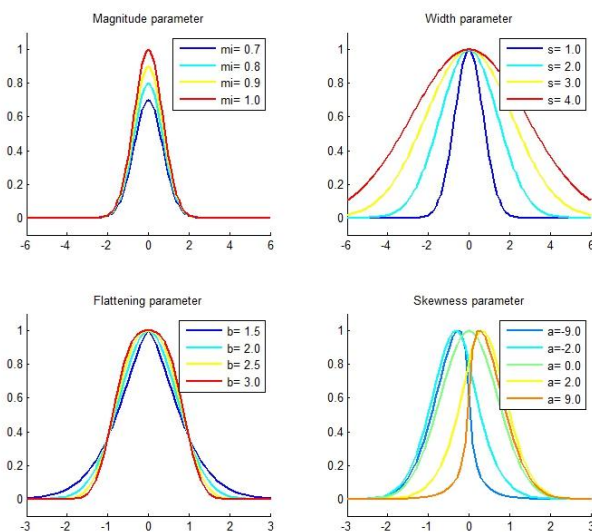 Magnitude parameter
1
0.8
0.6
0.4
0.2
0
-6 -4 -2 0 2 4 6
mi= 0.7
mi= 0.8
mi= 0.9
mi= 1.0
Width parameter
1
0.8
0.6
0.4
0.2
0
-6 -4 -2 0 2 4 6
s= 1.0
s= 2.0
s= 3.0
s= 4.0
Flattening parameter
1
0.8
0.6
0.4
0.2
0
-3 -2 -1 0 1 2 3
b= 1.5
b= 2.0
b= 2.5
b= 3.0
Skewness parameter
1
0.8
0.6
0.4
0.2
0
-3 -2 -1 0 1 2 3
a=-9.0
a=-2.0
a= 0.0
a= 2.0
a= 9.0